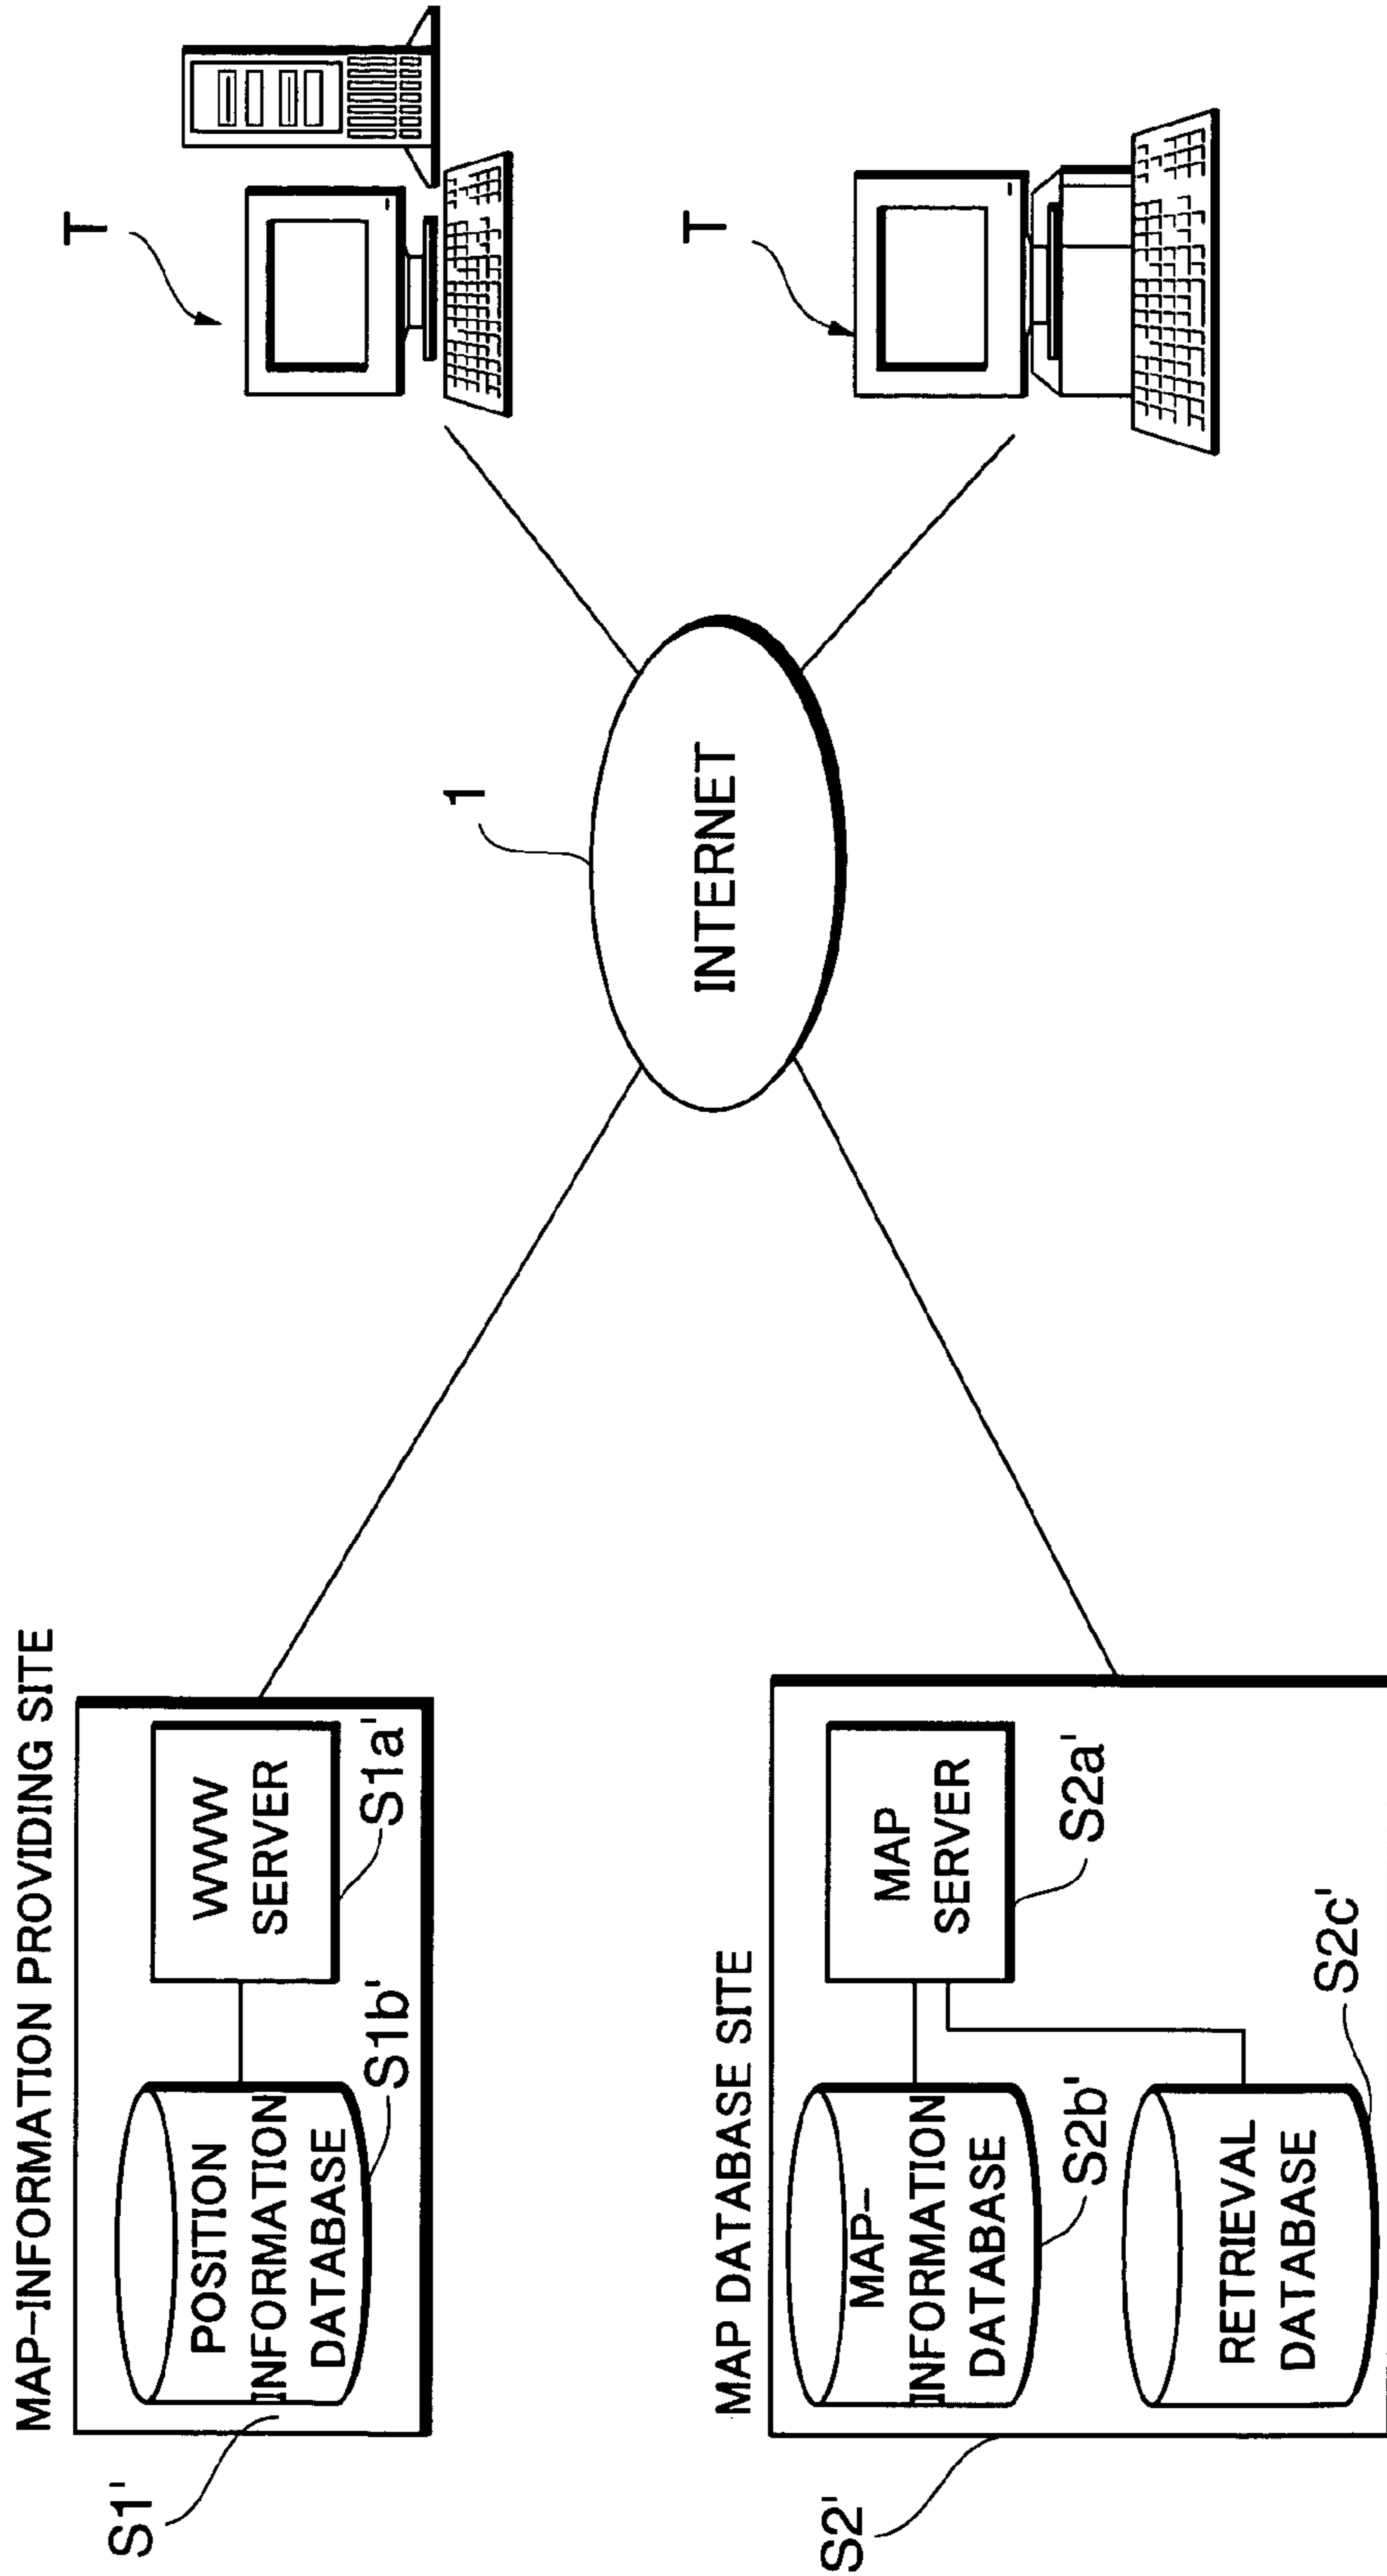 MAP-INFORMATION PROVIDING SITE
S1'
POSITION
INFORMATION
DATABASE
S1b'
WWW
SERVER
S1a'
MAP DATABASE SITE
S2'
MAP-
INFORMATION
DATABASE
S2b'
MAP
SERVER
S2a'
RETRIEVAL
DATABASE
S2c'
1
INTERNET
T
T